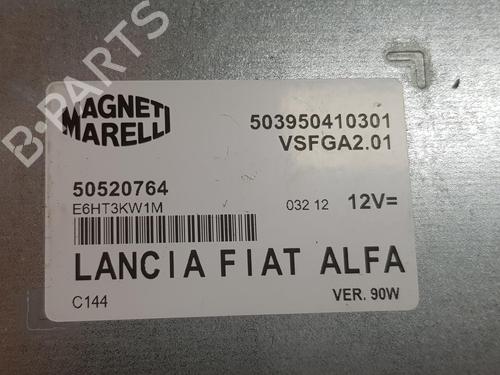 B-PARTS
MAGNETI
MARELLI
503950410301
VSFGA2.01
50520764
E6HT3KW1M
032 12
12V=
LANCIA FIAT ALFA
C144
VER. 90W